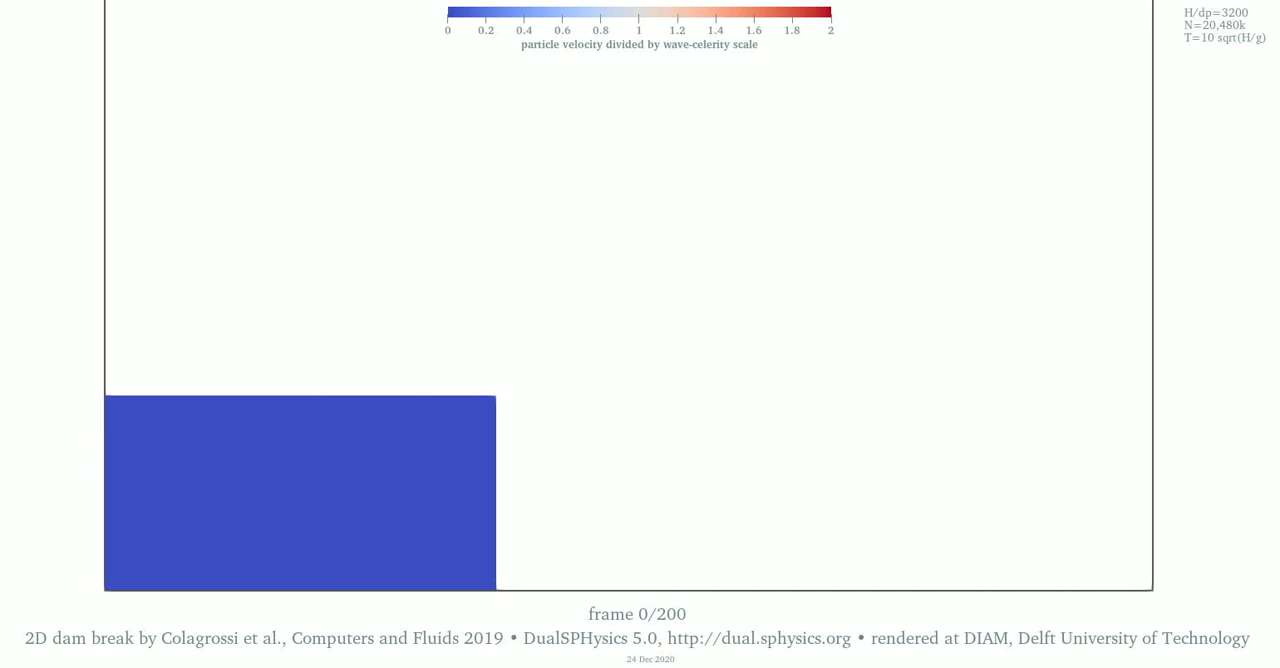 0 0.2 0.4 0.6 0.8 1 1.2 1.4 1.6 1.8 2
particle velocity divided by wave-celerity scale
H/dp=3200
N=20,480k
T=10 sqrt(H/g)
frame 0/200
2D dam break by Colagrossi et al., Computers and Fluids 2019 • DualSPHysics 5.0, http://dual.sphysics.org • rendered at DIAM, Delft University of Technology
24 Dec 2020